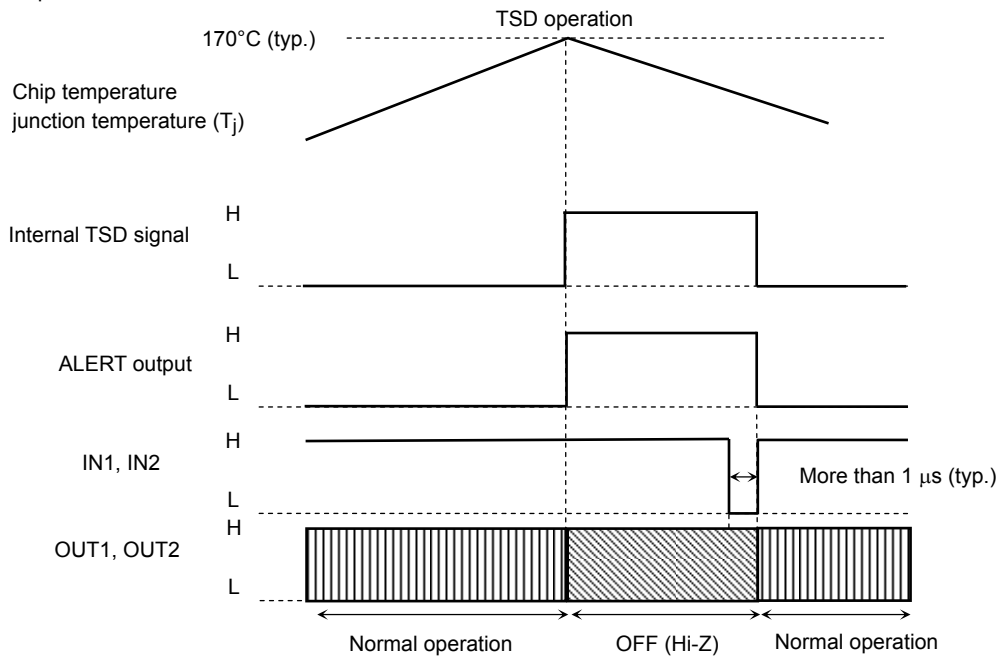 TSD operation
170°C (typ.)
Chip temperature
junction temperature (Tj)
H
Internal TSD signal
L
H
ALERT output
L
H
IN1, IN2
More than 1 μs (typ.)
L
H
OUT1, OUT2
L
Normal operation
OFF (Hi-Z)
Normal operation